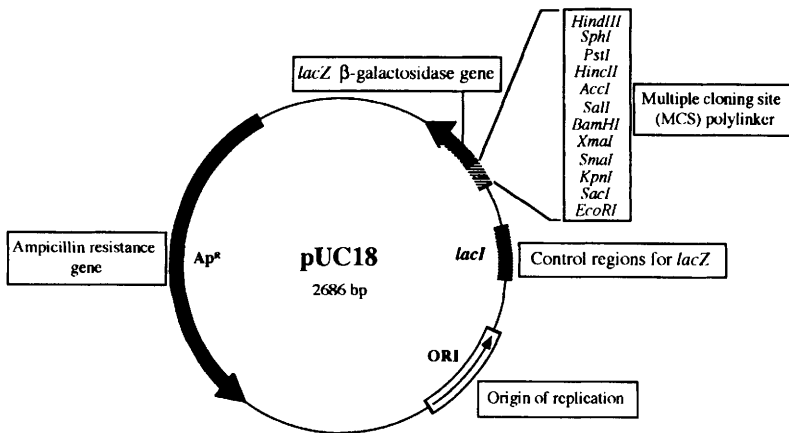 lacZ β-galactosidase gene
HindIII
SphI
PstI
HincII
AccI
SalI
BamHI
XmaI
SmaI
KpnI
SacI
EcoRI
Multiple cloning site
(MCS) polylinker
Ampicillin resistance
gene
Apᴿ
pUC18
2686 bp
lacI
Control regions for lacZ
ORI
Origin of replication